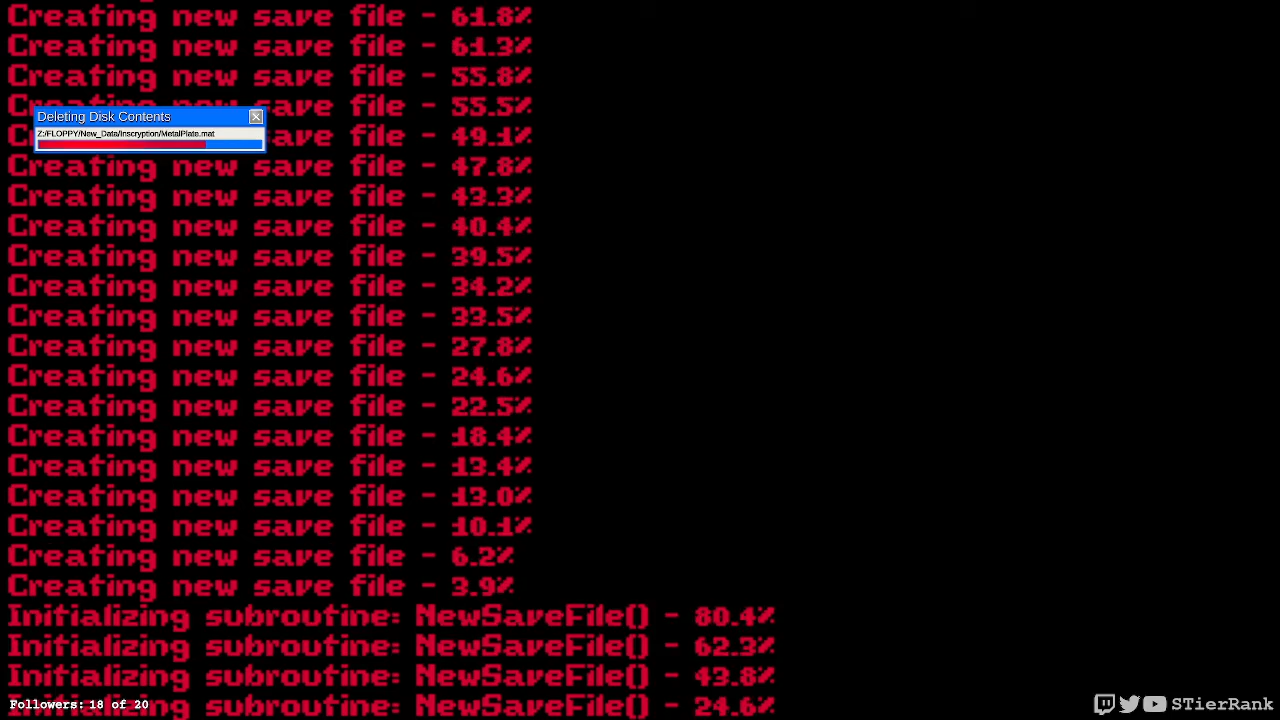 Creating new save file - 61.8%
Creating new save file - 61.3%
Creating new save file - 55.8%
Creating new save file - 55.5%
Deleting Disk Contents
Z:/FLOPPY/New_Data/Inscryption/MetalPlate.mat
Creating new save file - 49.1%
Creating new save file - 47.8%
Creating new save file - 43.3%
Creating new save file - 40.4%
Creating new save file - 39.5%
Creating new save file - 34.2%
Creating new save file - 33.5%
Creating new save file - 27.8%
Creating new save file - 24.6%
Creating new save file - 22.5%
Creating new save file - 18.4%
Creating new save file - 13.4%
Creating new save file - 13.0%
Creating new save file - 10.1%
Creating new save file - 6.2%
Creating new save file - 3.9%
Initializing subroutine: NewSaveFile() - 80.4%
Initializing subroutine: NewSaveFile() - 62.3%
Initializing subroutine: NewSaveFile() - 43.8%
Initializing subroutine: NewSaveFile() - 24.6%
Followers: 18 of 20
STierRank